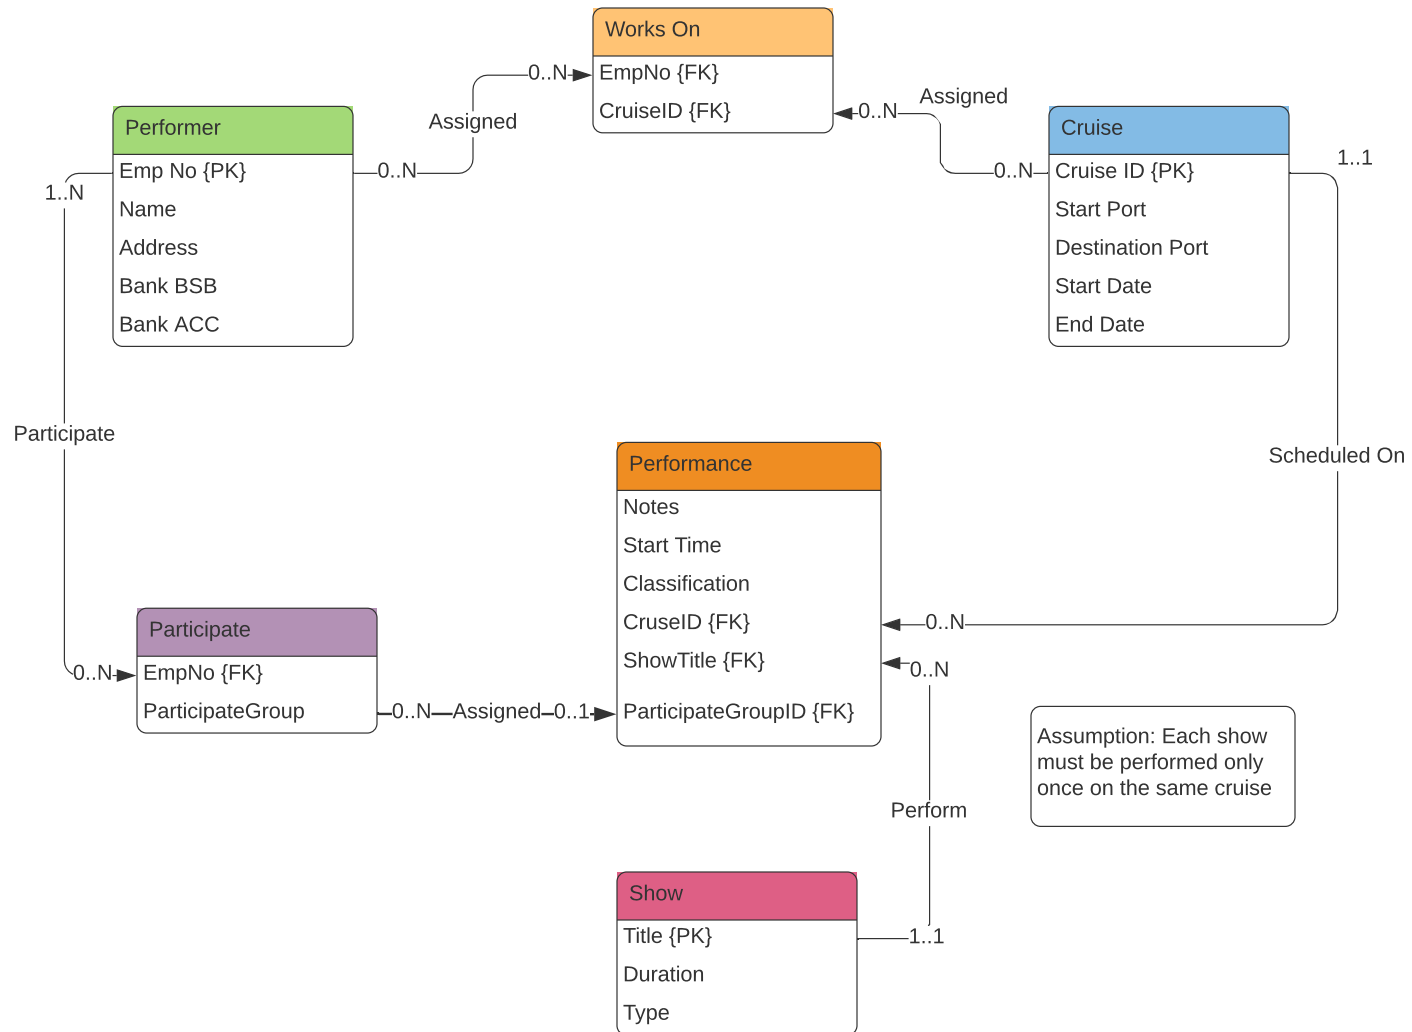 Works On
EmpNo {FK}
CruiseID {FK}
0..N
Assigned
0..N
0..N
Assigned
0..N
Performer
Emp No {PK}
Name
Address
Bank BSB
Bank ACC
Cruise
Cruise ID {PK}
Start Port
Destination Port
Start Date
End Date
1..1
1..N
Participate
0..N
Scheduled On
0..N
Performance
Notes
Start Time
Classification
CruseID {FK}
ShowTitle {FK}
ParticipateGroupID {FK}
Participate
EmpNo {FK}
ParticipateGroup
0..N
Assigned
0..1
0..N
Perform
1..1
Assumption: Each show
must be performed only
once on the same cruise
Show
Title {PK}
Duration
Type